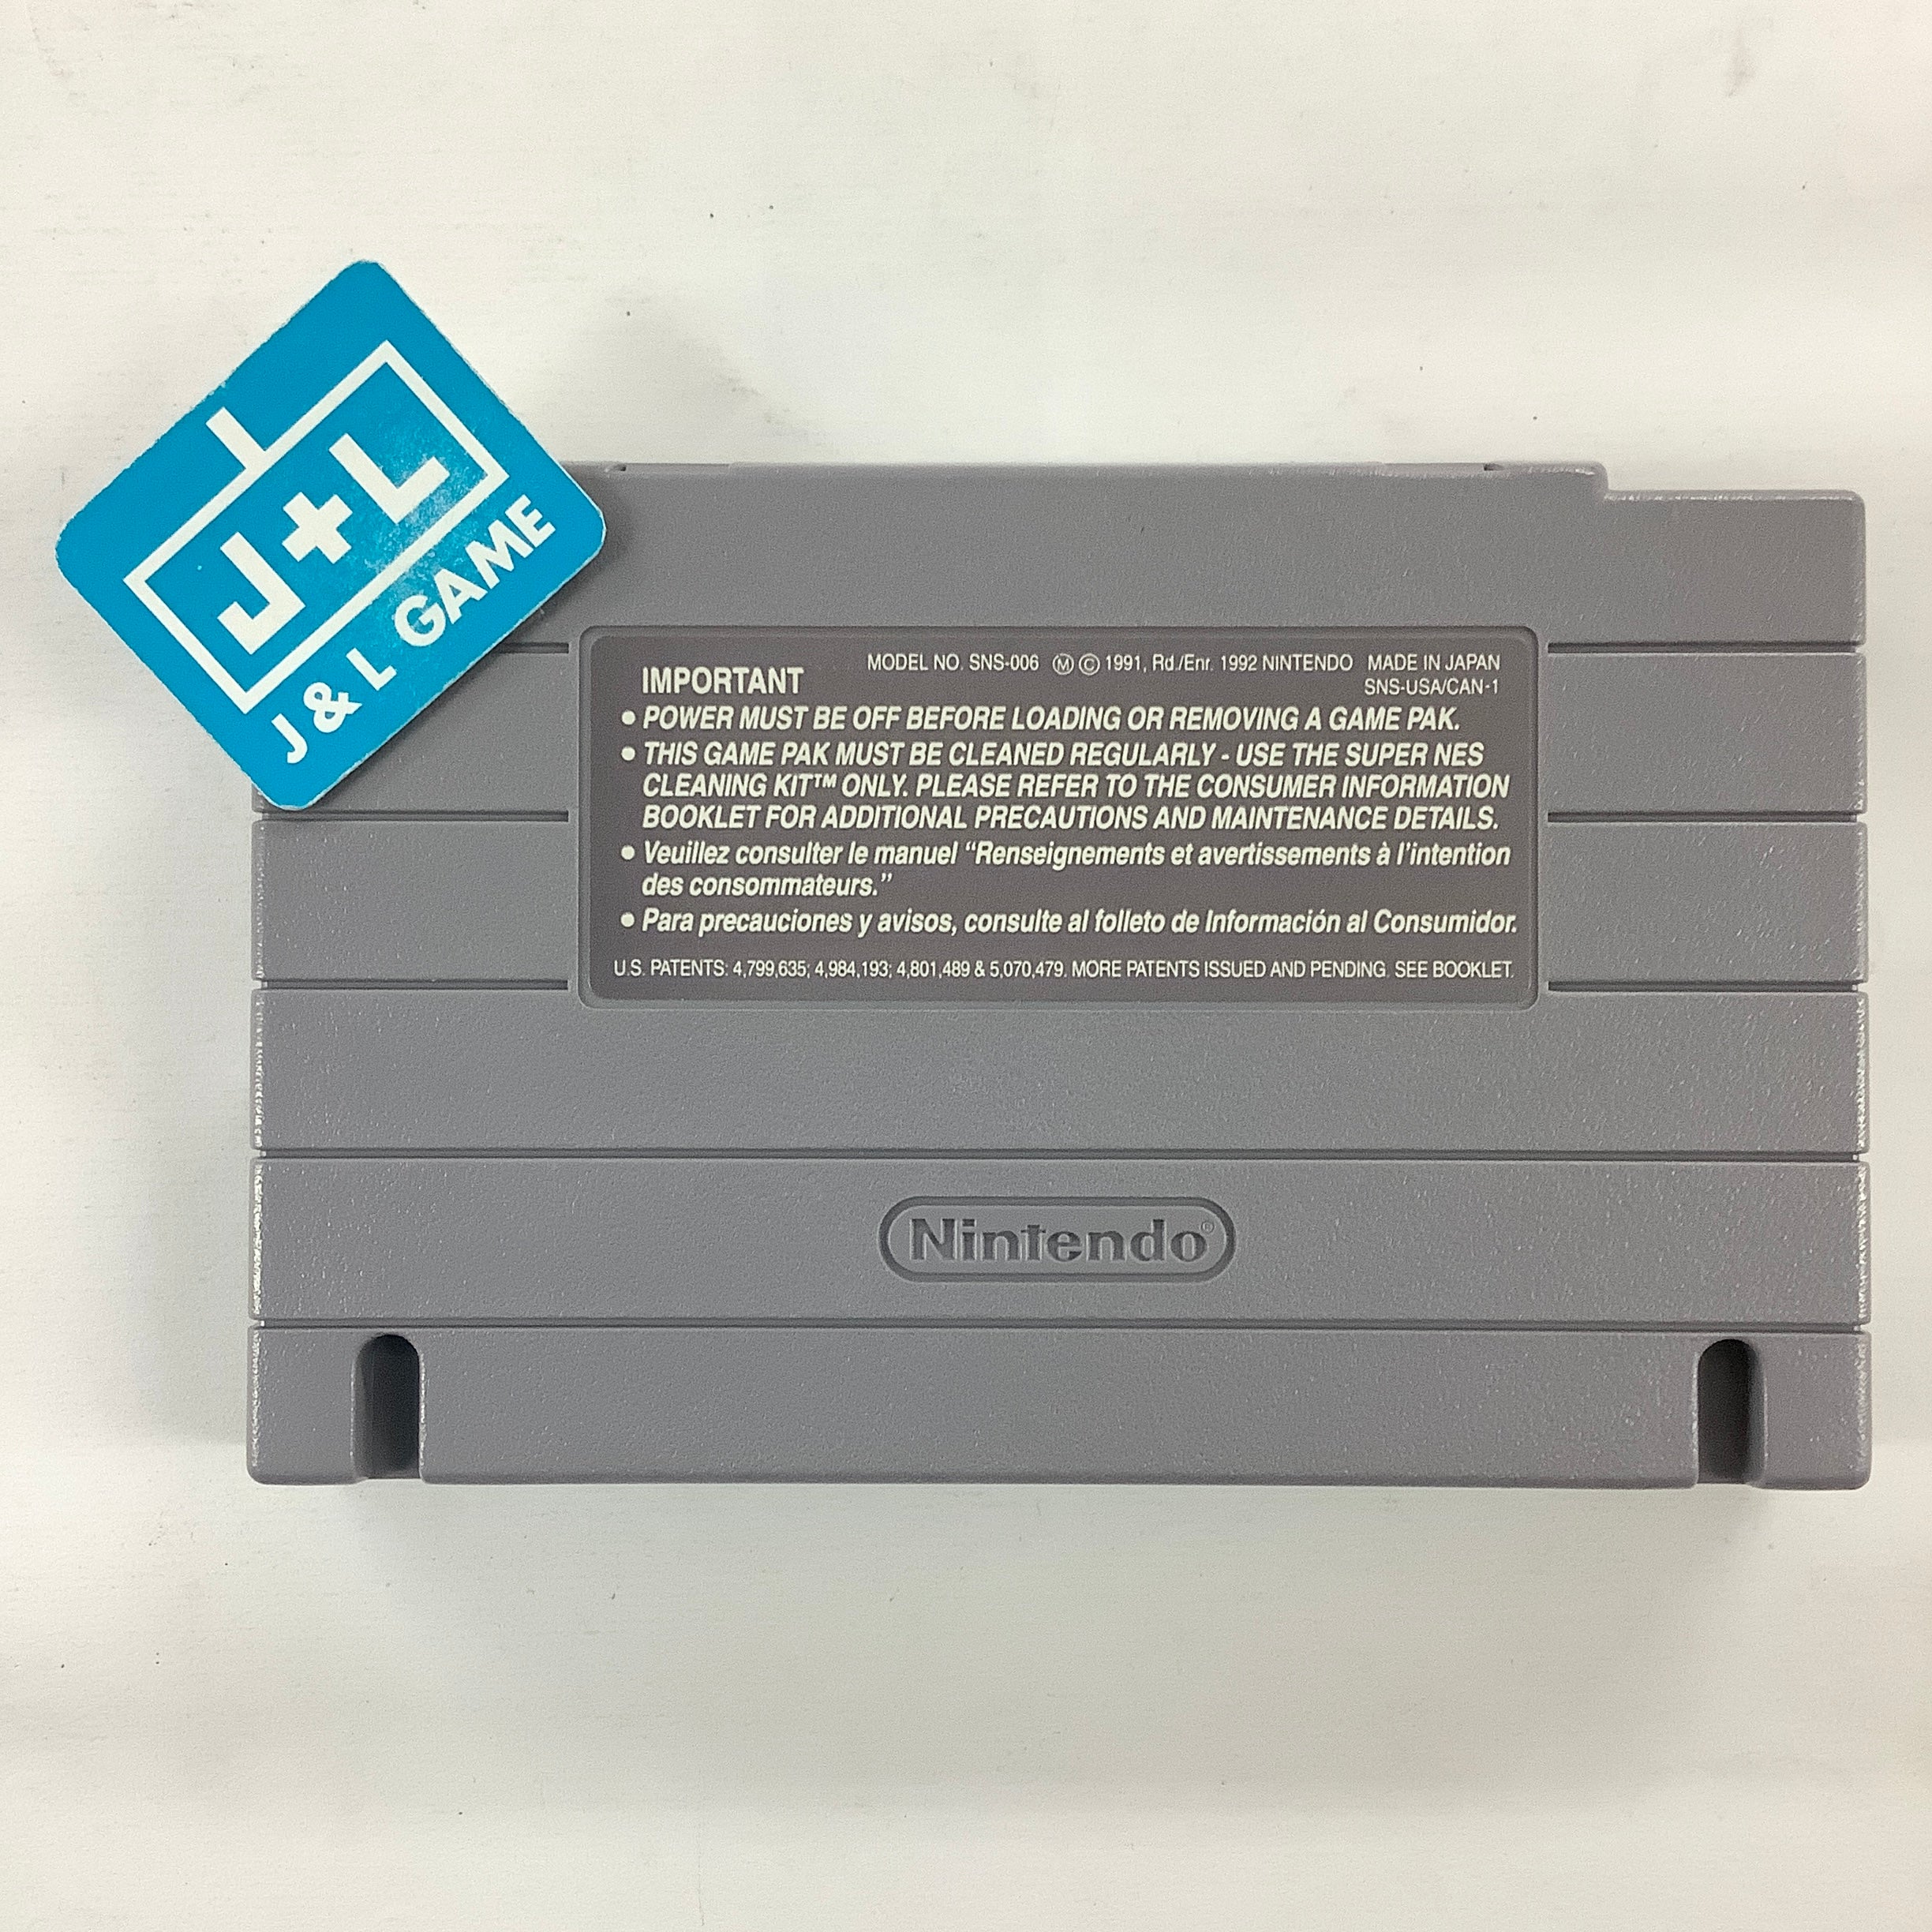 J+L
J & L GAME
MODEL NO. SNS-006 Ⓜ © 1991, Rd./Enr. 1992 NINTENDO MADE IN JAPAN
SNS-USA/CAN-1
IMPORTANT
• POWER MUST BE OFF BEFORE LOADING OR REMOVING A GAME PAK.
• THIS GAME PAK MUST BE CLEANED REGULARLY - USE THE SUPER NES
CLEANING KIT™ ONLY. PLEASE REFER TO THE CONSUMER INFORMATION
BOOKLET FOR ADDITIONAL PRECAUTIONS AND MAINTENANCE DETAILS.
• Veuillez consulter le manuel “Renseignements et avertissements à l’intention
des consommateurs.”
• Para precauciones y avisos, consulte al folleto de Información al Consumidor.
U.S. PATENTS: 4,799,635; 4,984,193; 4,801,489 & 5,070,479. MORE PATENTS ISSUED AND PENDING. SEE BOOKLET.
Nintendo®